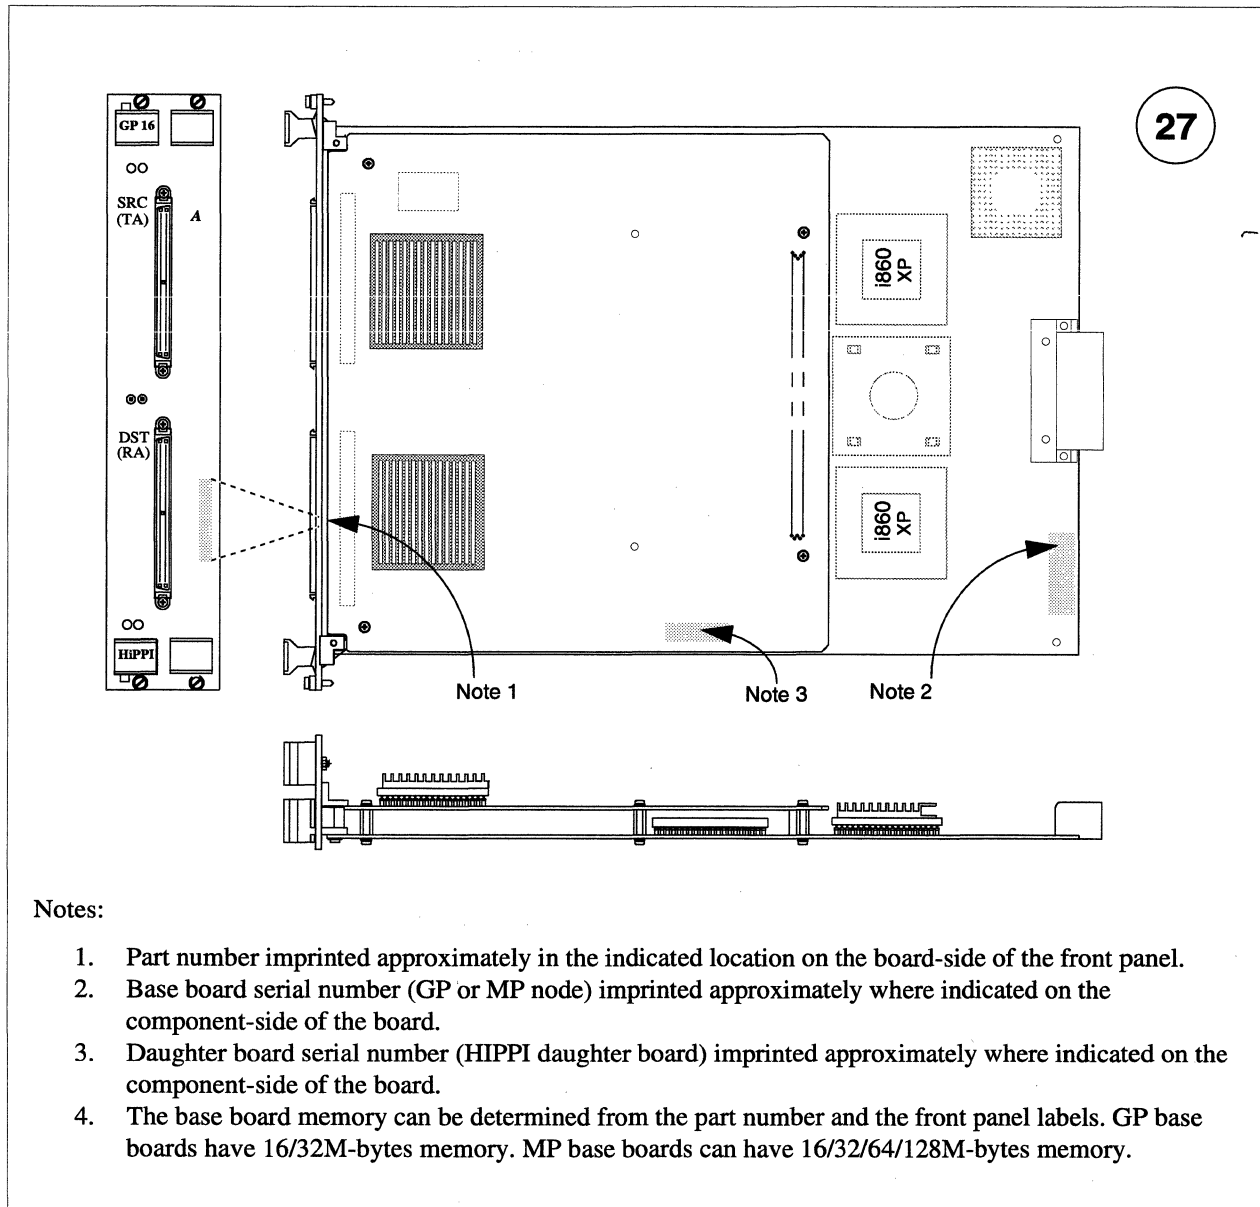 27
GP 16
SRC
(TA)
A
DST
(RA)
HiPPI
i860
XP
i860
XP
Note 1
Note 3
Note 2
Notes:
1. Part number imprinted approximately in the indicated location on the board-side of the front panel.
2. Base board serial number (GP or MP node) imprinted approximately where indicated on the
component-side of the board.
3. Daughter board serial number (HIPPI daughter board) imprinted approximately where indicated on the
component-side of the board.
4. The base board memory can be determined from the part number and the front panel labels. GP base
boards have 16/32M-bytes memory. MP base boards can have 16/32/64/128M-bytes memory.